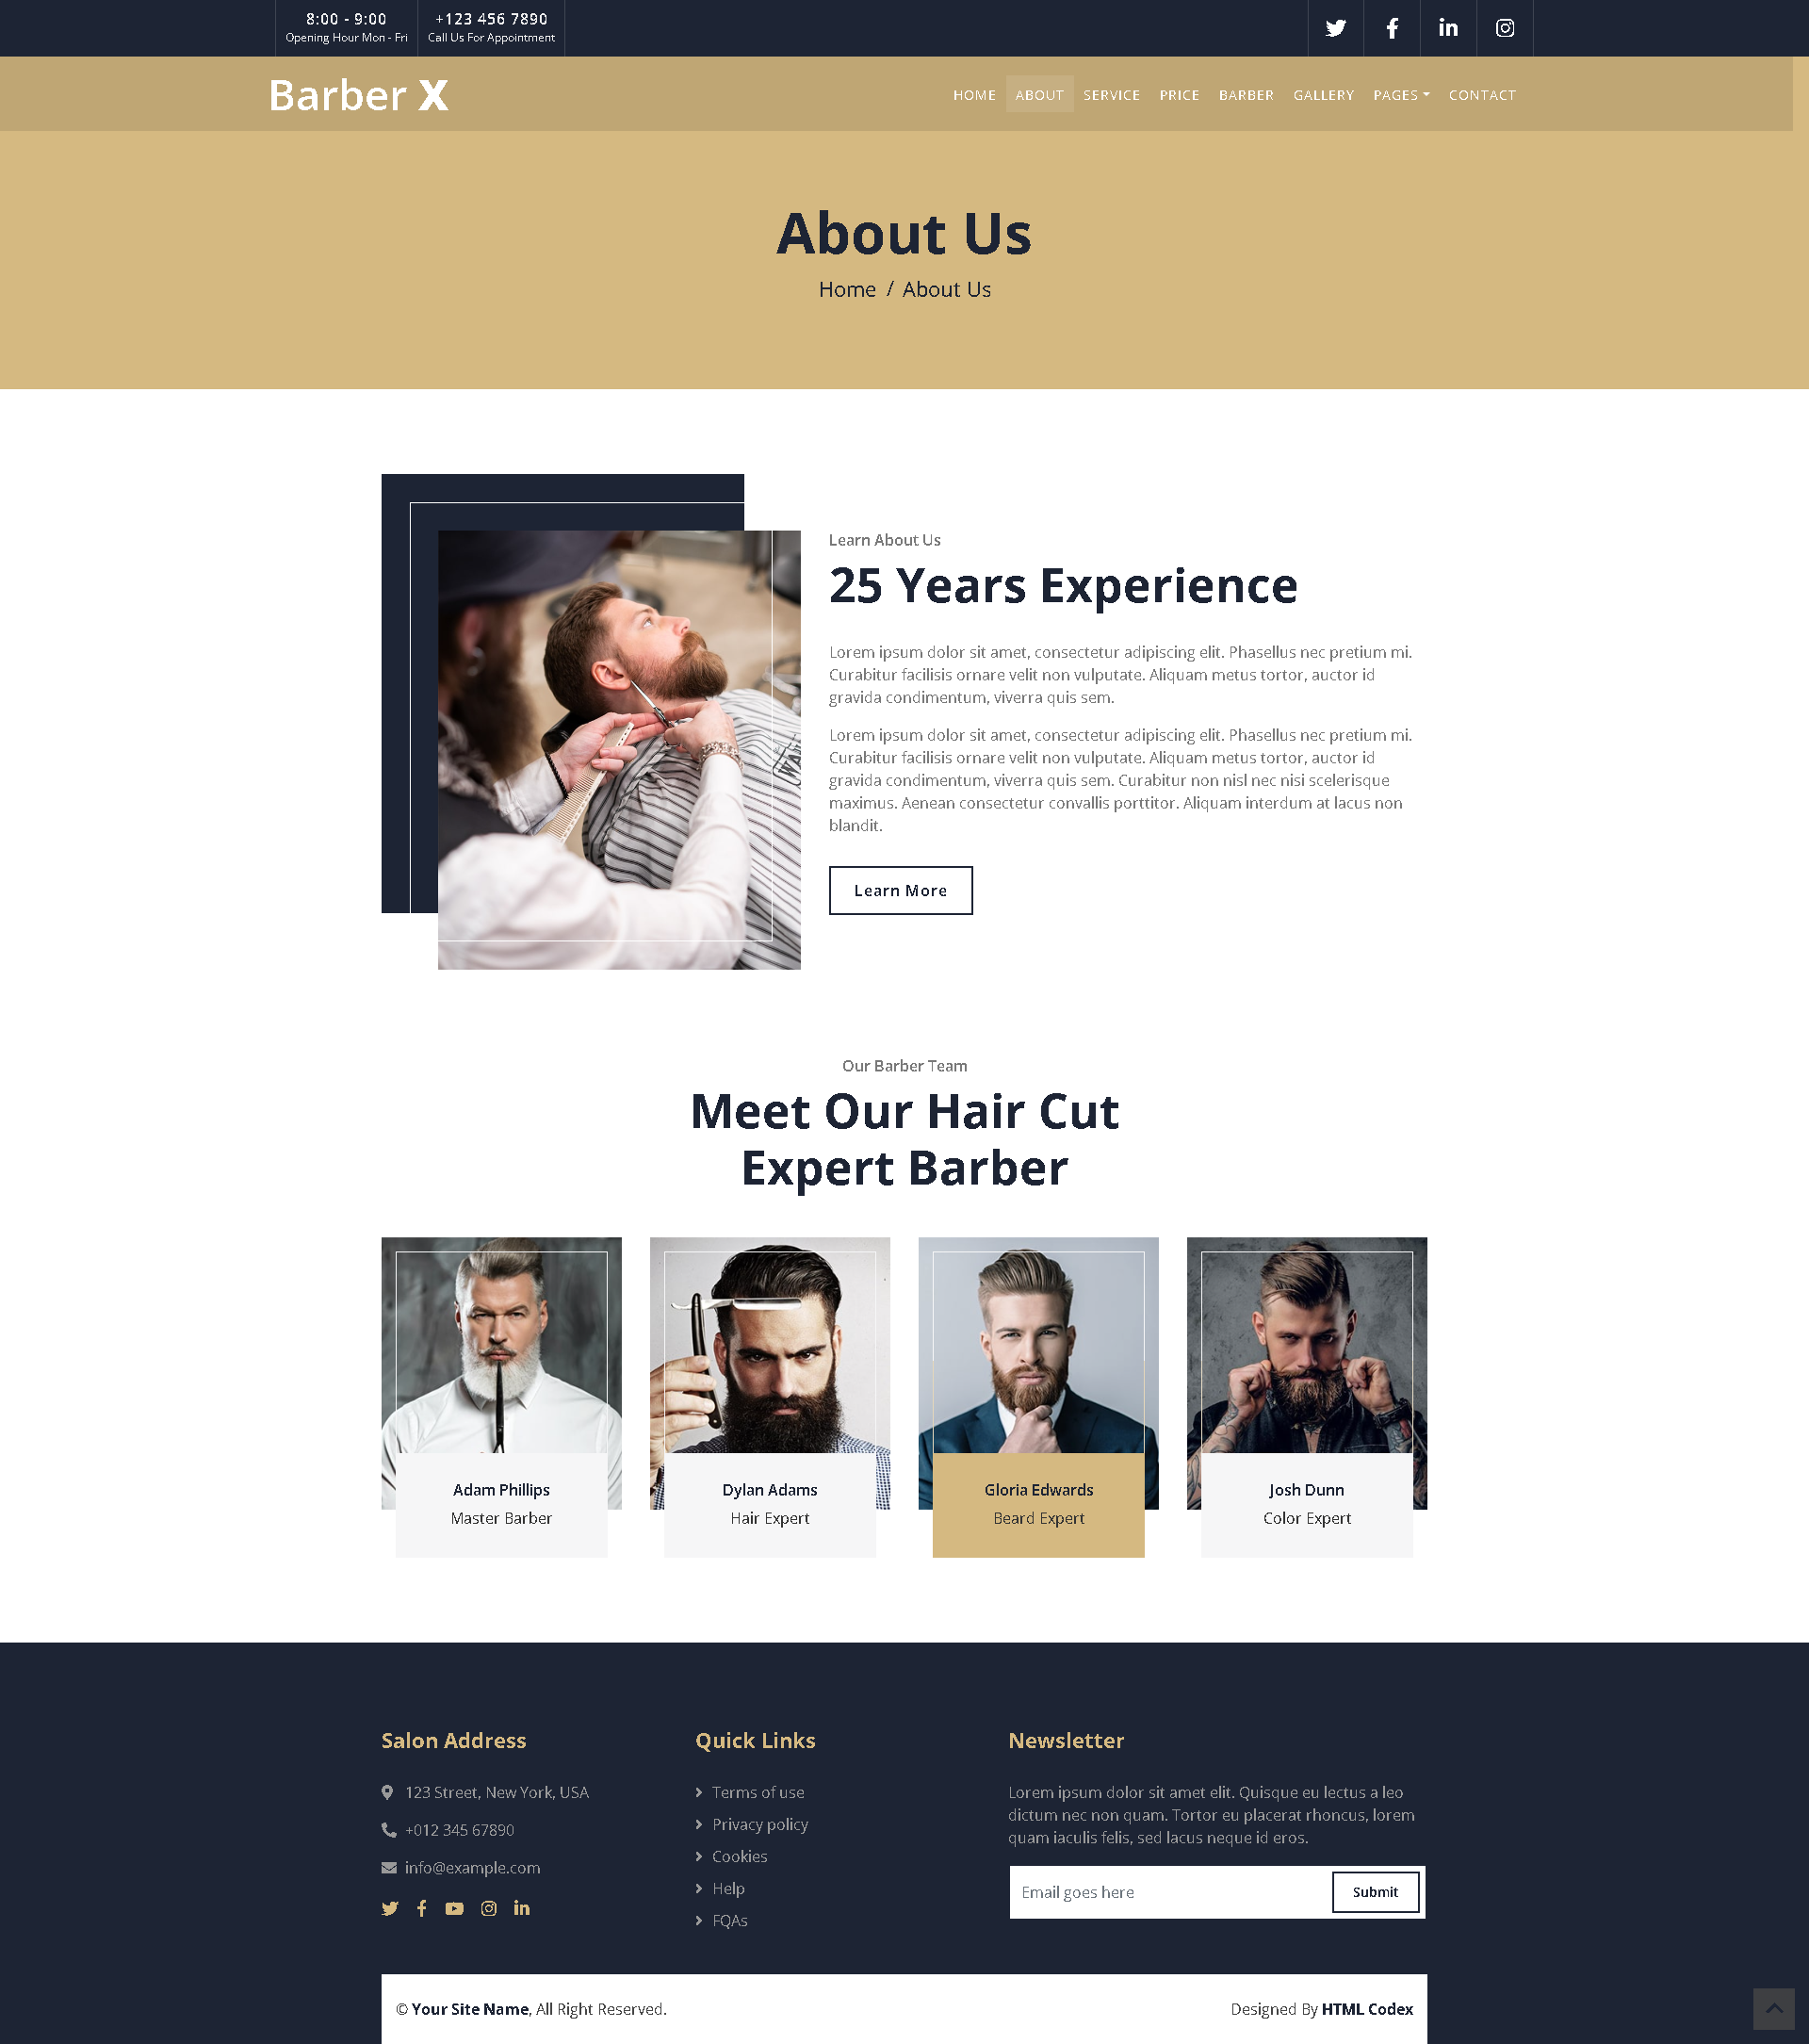 8:00 - 9:00
Opening Hour Mon - Fri
+123 456 7890
Call Us For Appointment
Barber X
HOME
ABOUT
SERVICE
PRICE
BARBER
GALLERY
PAGES
CONTACT
About Us
Home / About Us
Learn About Us
25 Years Experience
Lorem ipsum dolor sit amet, consectetur adipiscing elit. Phasellus nec pretium mi.
Curabitur facilisis ornare velit non vulputate. Aliquam metus tortor, auctor id
gravida condimentum, viverra quis sem.
Lorem ipsum dolor sit amet, consectetur adipiscing elit. Phasellus nec pretium mi.
Curabitur facilisis ornare velit non vulputate. Aliquam metus tortor, auctor id
gravida condimentum, viverra quis sem. Curabitur non nisl nec nisi scelerisque
maximus. Aenean consectetur convallis porttitor. Aliquam interdum at lacus non
blandit.
Learn More
Our Barber Team
Meet Our Hair Cut
Expert Barber
Adam Phillips
Master Barber
Dylan Adams
Hair Expert
Gloria Edwards
Beard Expert
Josh Dunn
Color Expert
Salon Address
123 Street, New York, USA
+012 345 67890
info@example.com
Quick Links
Terms of use
Privacy policy
Cookies
Help
FQAs
Newsletter
Lorem ipsum dolor sit amet elit. Quisque eu lectus a leo
dictum nec non quam. Tortor eu placerat rhoncus, lorem
quam iaculis felis, sed lacus neque id eros.
Email goes here
Submit
© Your Site Name, All Right Reserved.
Designed By HTML Codex